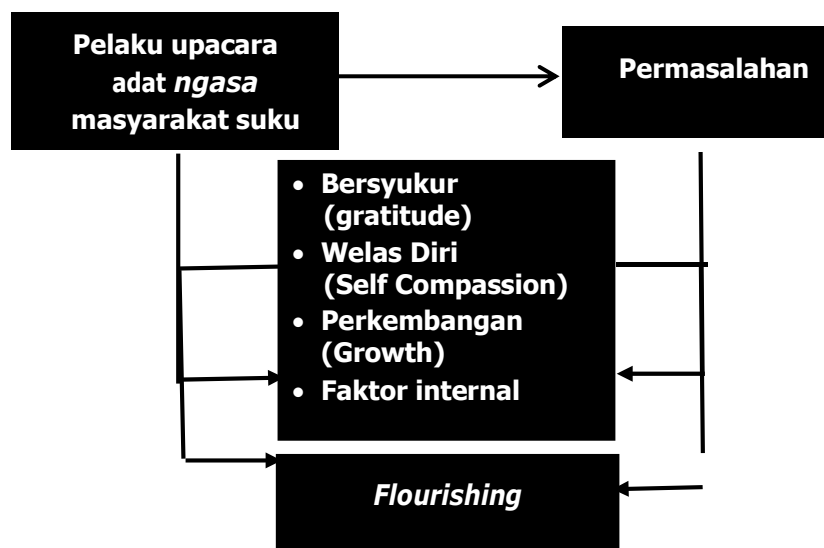 Pelaku upacara
adat ngasa
masyarakat suku
Permasalahan
• Bersyukur
(gratitude)
• Welas Diri
(Self Compassion)
• Perkembangan
(Growth)
• Faktor internal
Flourishing